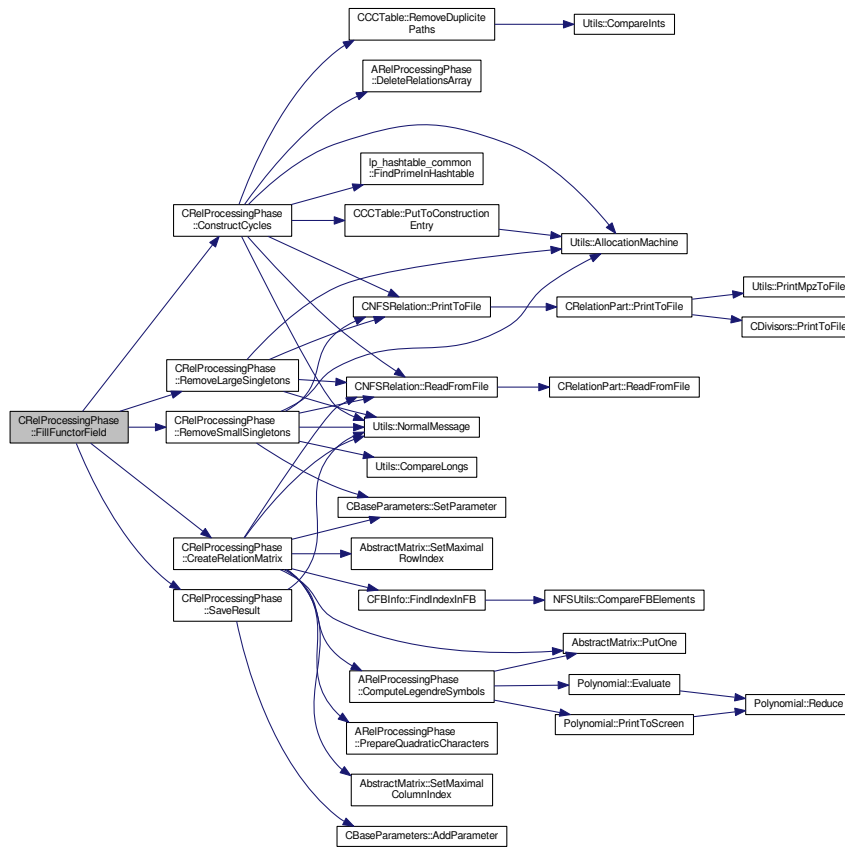 CCCTable::RemoveDuplicite
Paths
Utils::CompareInts
ARelProcessingPhase
::DeleteRelationsArray
lp_hashtable_common
::FindPrimeInHashtable
CRelProcessingPhase
::ConstructCycles
CCCTable::PutToConstruction
Entry
Utils::AllocationMachine
Utils::PrintMpzToFile
CNFSRelation::PrintToFile
CRelationPart::PrintToFile
CDivisors::PrintToFile
CRelProcessingPhase
::RemoveLargeSingletons
CNFSRelation::ReadFromFile
CRelationPart::ReadFromFile
CRelProcessingPhase
::FillFunctorField
CRelProcessingPhase
::RemoveSmallSingletons
Utils::NormalMessage
Utils::CompareLongs
CBaseParameters::SetParameter
CRelProcessingPhase
::CreateRelationMatrix
AbstractMatrix::SetMaximal
RowIndex
CRelProcessingPhase
::SaveResult
CFBInfo::FindIndexInFB
NFSUtils::CompareFBElements
AbstractMatrix::PutOne
ARelProcessingPhase
::ComputeLegendreSymbols
Polynomial::Evaluate
Polynomial::Reduce
Polynomial::PrintToScreen
ARelProcessingPhase
::PrepareQuadraticCharacters
AbstractMatrix::SetMaximal
ColumnIndex
CBaseParameters::AddParameter